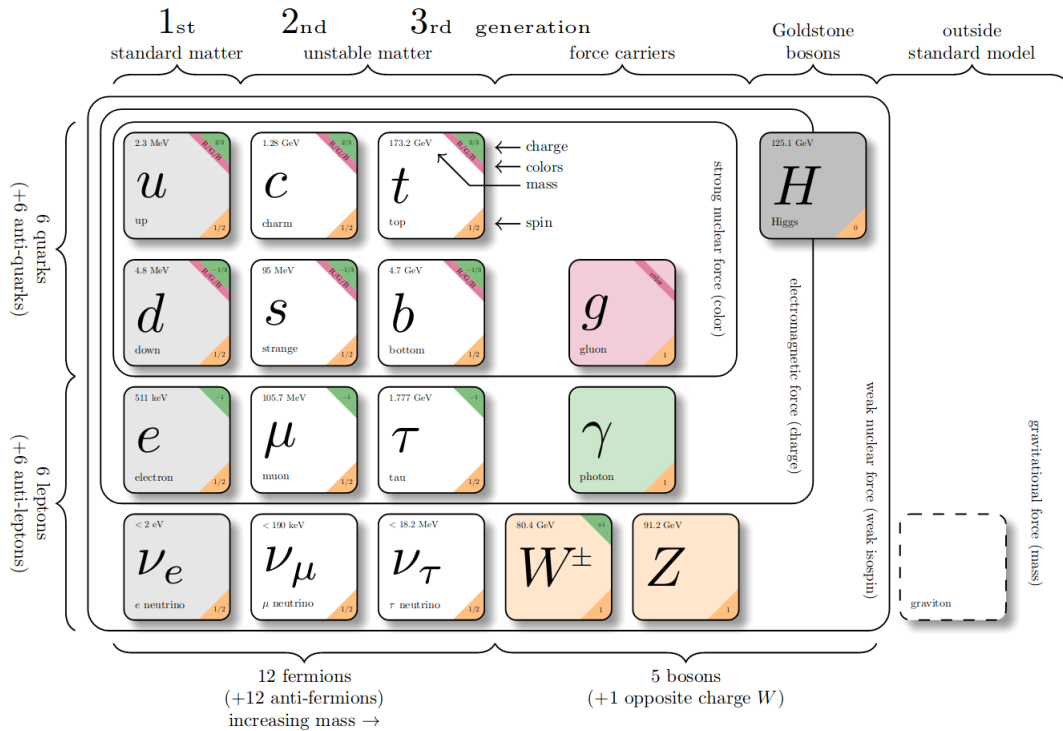 1st 2nd 3rd generation
standard matter unstable matter force carriers
Goldstone
bosons
outside
standard model
6 quarks
(+6 anti-quarks)
6 leptons
(+6 anti-leptons)
2.3 MeV
2/3
R/G/B
u
up
1/2
1.28 GeV
2/3
R/G/B
c
charm
1/2
173.2 GeV
2/3
R/G/B
t
top
1/2
charge
colors
mass
spin
strong nuclear force (color)
125.1 GeV
H
Higgs
0
4.8 MeV
−1/3
R/G/B
d
down
1/2
95 MeV
−1/3
R/G/B
s
strange
1/2
4.7 GeV
−1/3
R/G/B
b
bottom
1/2
color
g
gluon
1
electromagnetic force (charge)
511 keV
−1
e
electron
1/2
105.7 MeV
−1
μ
muon
1/2
1.777 GeV
−1
τ
tau
1/2
γ
photon
1
weak nuclear force (weak isospin)
gravitational force (mass)
< 2 eV
νe
e neutrino
1/2
< 190 keV
νμ
μ neutrino
1/2
< 18.2 MeV
ντ
τ neutrino
1/2
80.4 GeV
±1
W±
1
91.2 GeV
Z
1
graviton
12 fermions
(+12 anti-fermions)
increasing mass →
5 bosons
(+1 opposite charge W)